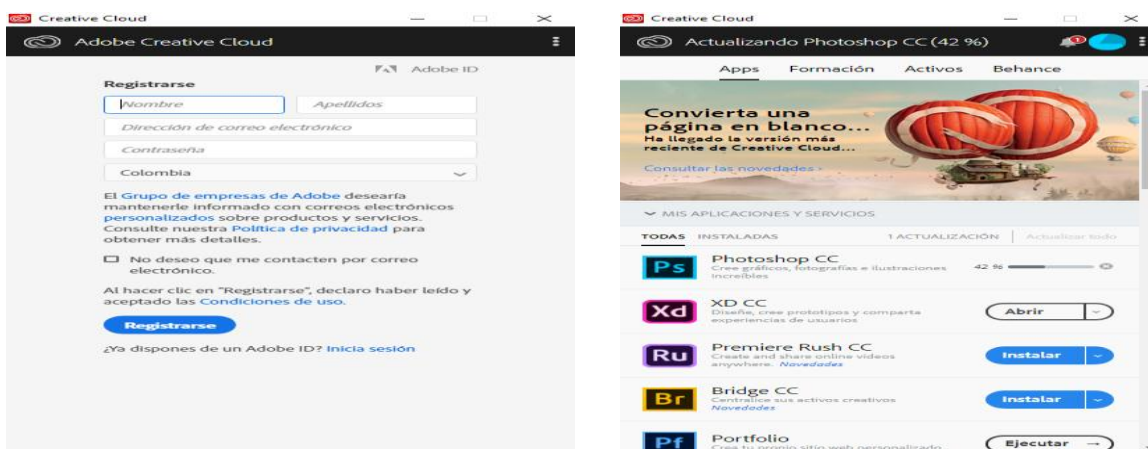 Creative Cloud
Adobe Creative Cloud
Adobe ID
Registrarse
Nombre
Apellidos
Dirección de correo electrónico
Contraseña
Colombia
El Grupo de empresas de Adobe desearía
mantenerle informado con correos electrónicos
personalizados sobre productos y servicios.
Consulte nuestra Política de privacidad para
obtener más detalles.
No deseo que me contacten por correo
electrónico.
Al hacer clic en "Registrarse", declaro haber leído y
aceptado las Condiciones de uso.
Registrarse
¿Ya dispones de un Adobe ID? Inicia sesión
Creative Cloud
Actualizando Photoshop CC (42 %)
1
Apps Formación Activos Behance
Convierta una
página en blanco...
Ha llegado la versión más
reciente de Creative Cloud...
Consultar las novedades ›
MIS APLICACIONES Y SERVICIOS
TODAS INSTALADAS 1 ACTUALIZACIÓN Actualizar todo
Ps
Photoshop CC
Cree gráficos, fotografías e ilustraciones
increíbles
42 %
Xd
XD CC
Diseñe, cree prototipos y comparta
experiencias de usuarios
Abrir
Ru
Premiere Rush CC
Create and share online videos
anywhere. Novedades
Instalar
Br
Bridge CC
Centralice sus activos creativos
Novedades
Instalar
Pf
Portfolio
Crea tu propio sitio web personalizado
Ejecutar →